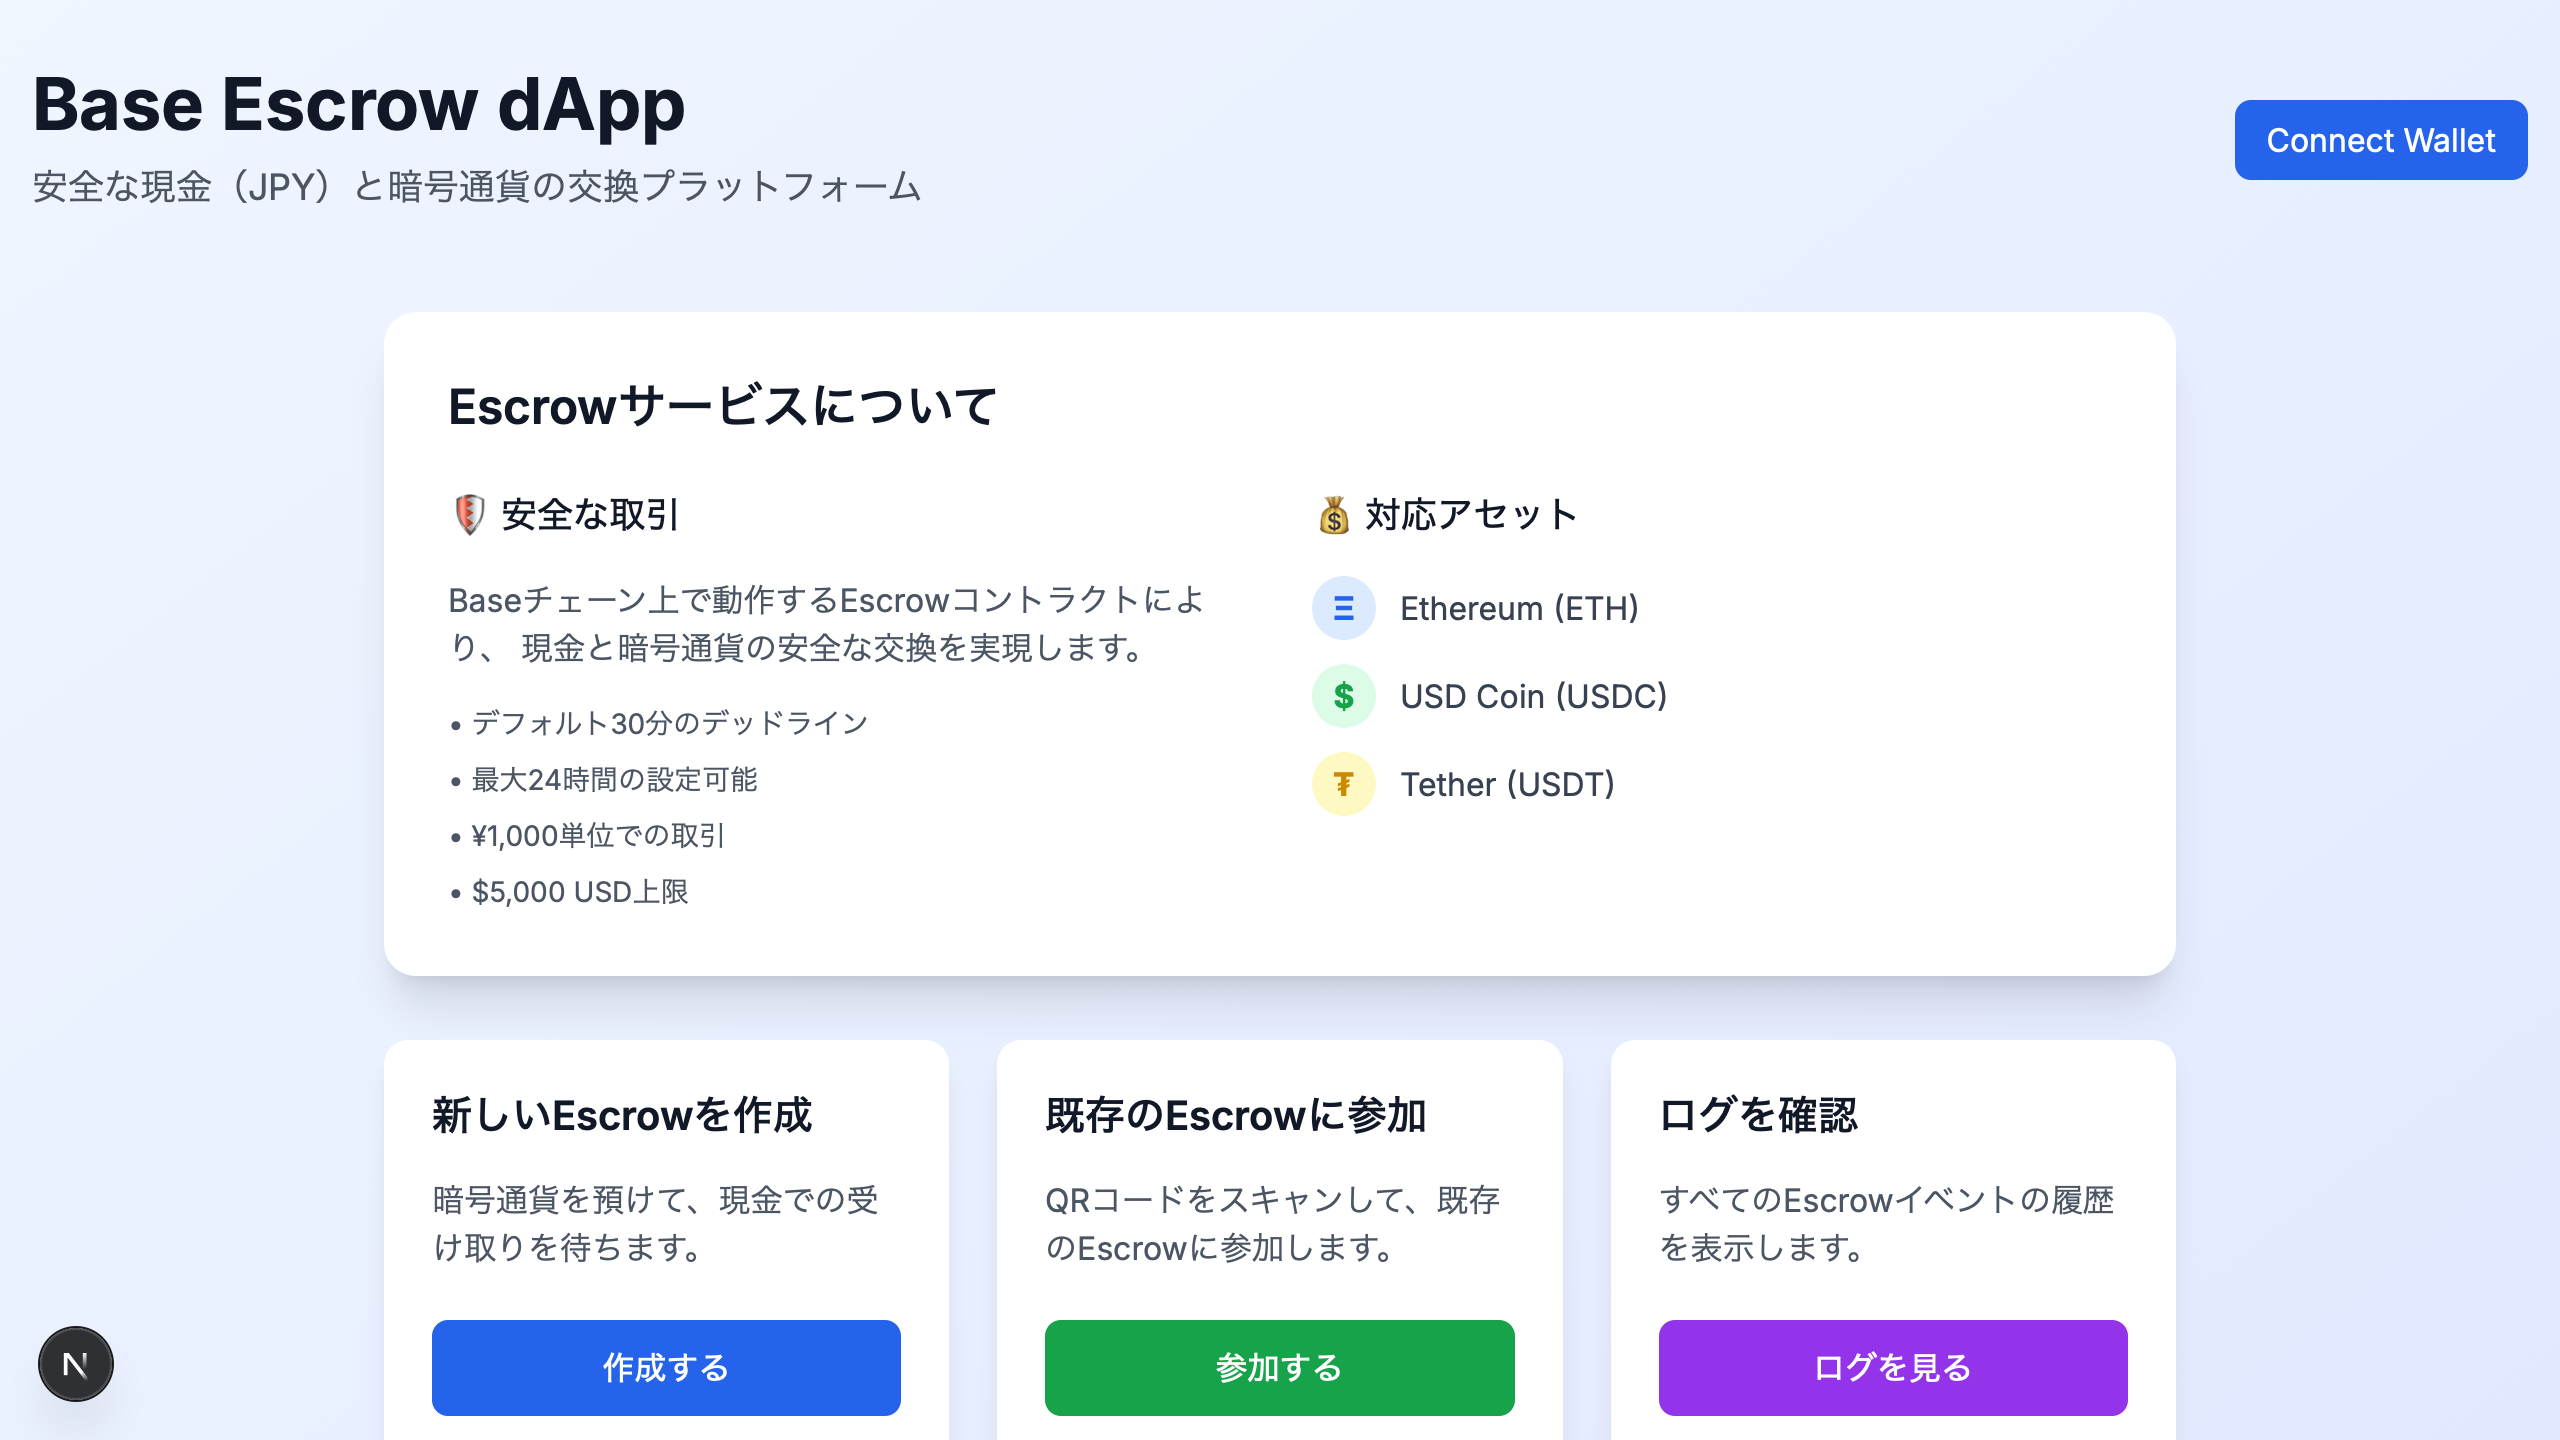 Base Escrow dApp
安全な現金（JPY）と暗号通貨の交換プラットフォーム
Connect Wallet
Escrowサービスについて
🛡️ 安全な取引
Baseチェーン上で動作するEscrowコントラクトによ
り、 現金と暗号通貨の安全な交換を実現します。
• デフォルト30分のデッドライン
• 最大24時間の設定可能
• ¥1,000単位での取引
• $5,000 USD上限
💰 対応アセット
Ξ Ethereum (ETH)
$ USD Coin (USDC)
₮ Tether (USDT)
新しいEscrowを作成
暗号通貨を預けて、現金での受
け取りを待ちます。
作成する
既存のEscrowに参加
QRコードをスキャンして、既存
のEscrowに参加します。
参加する
ログを確認
すべてのEscrowイベントの履歴
を表示します。
ログを見る
N